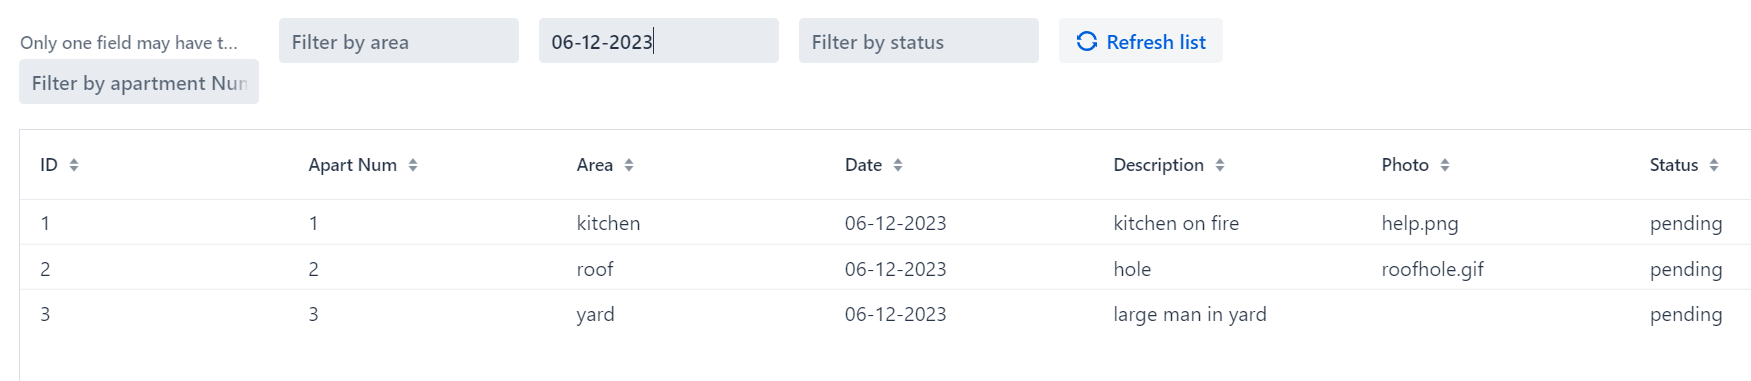 Only one field may have t...
Filter by apartment Nun
Filter by area
06-12-2023
Filter by status
Refresh list
ID Apart Num Area Date Description Photo Status
1 1 kitchen 06-12-2023 kitchen on fire help.png pending
2 2 roof 06-12-2023 hole roofhole.gif pending
3 3 yard 06-12-2023 large man in yard pending